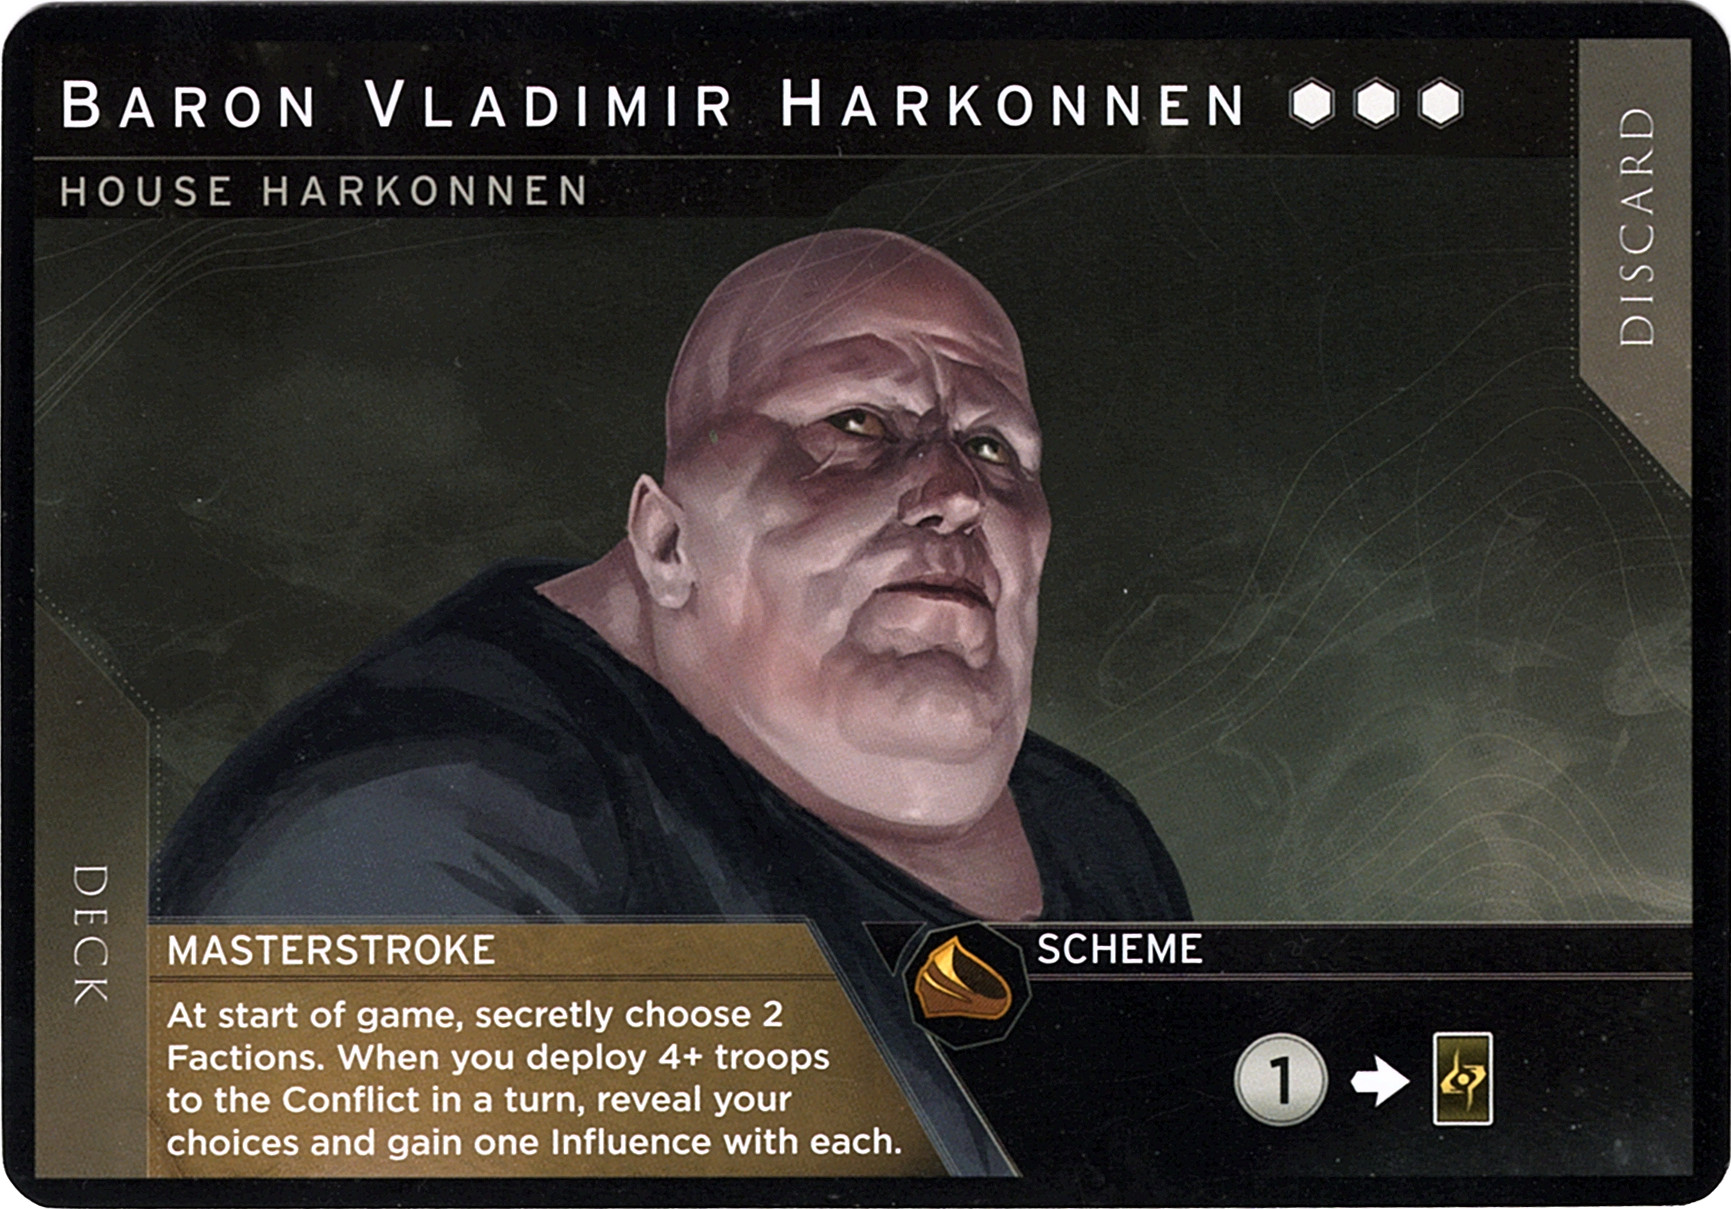 BARON VLADIMIR HARKONNEN
HOUSE HARKONNEN
DISCARD
DECK
MASTERSTROKE
At start of game, secretly choose 2
Factions. When you deploy 4+ troops
to the Conflict in a turn, reveal your
choices and gain one Influence with each.
SCHEME
1